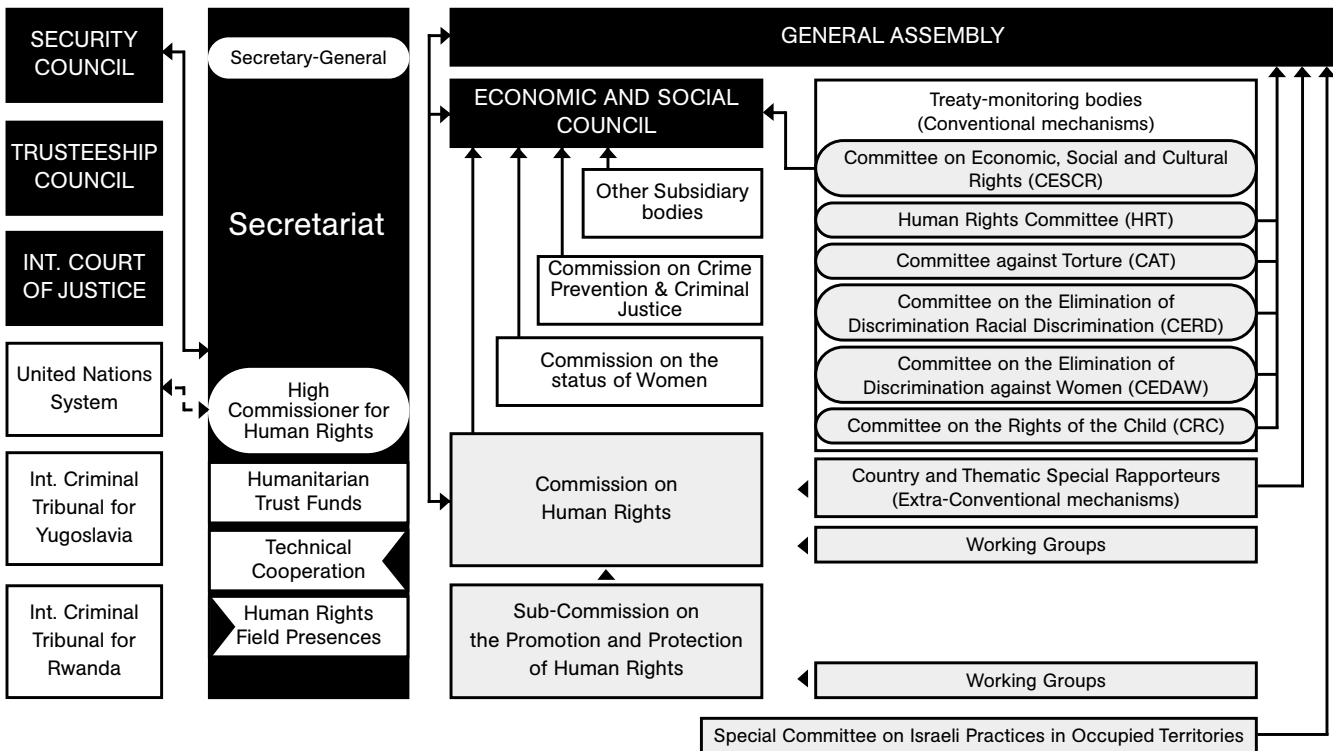 SECURITY
COUNCIL
TRUSTEESHIP
COUNCIL
INT. COURT
OF JUSTICE
United Nations
System
Int. Criminal
Tribunal for
Yugoslavia
Int. Criminal
Tribunal for
Rwanda
Secretary-General
Secretariat
High
Commissioner for
Human Rights
Humanitarian
Trust Funds
Technical
Cooperation
Human Rights
Field Presences
GENERAL ASSEMBLY
ECONOMIC AND SOCIAL
COUNCIL
Other Subsidiary
bodies
Commission on Crime
Prevention & Criminal
Justice
Commission on the
status of Women
Commission on
Human Rights
Sub-Commission on
the Promotion and Protection
of Human Rights
Treaty-monitoring bodies
(Conventional mechanisms)
Committee on Economic, Social and Cultural
Rights (CESCR)
Human Rights Committee (HRT)
Committee against Torture (CAT)
Committee on the Elimination of
Discrimination Racial Discrimination (CERD)
Committee on the Elimination of
Discrimination against Women (CEDAW)
Committee on the Rights of the Child (CRC)
Country and Thematic Special Rapporteurs
(Extra-Conventional mechanisms)
Working Groups
Working Groups
Special Committee on Israeli Practices in Occupied Territories